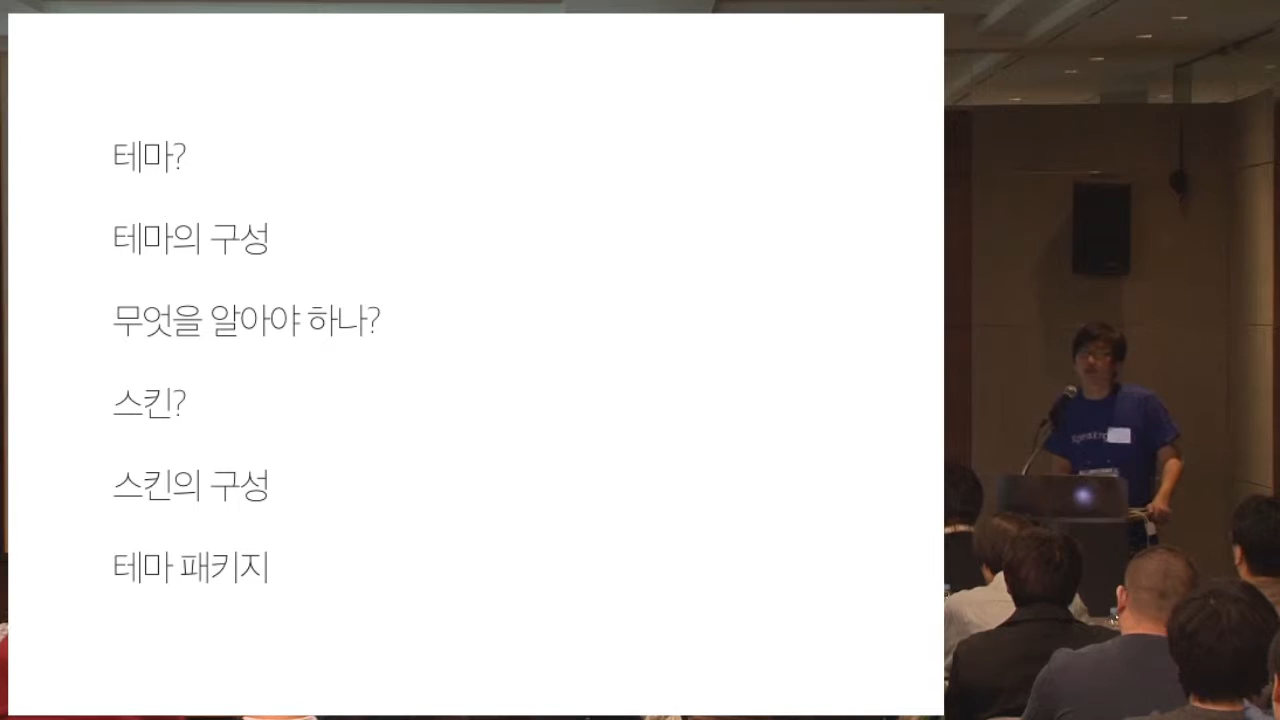 테마?
테마의 구성
무엇을 알아야 하나?
스킨?
스킨의 구성
테마 패키지